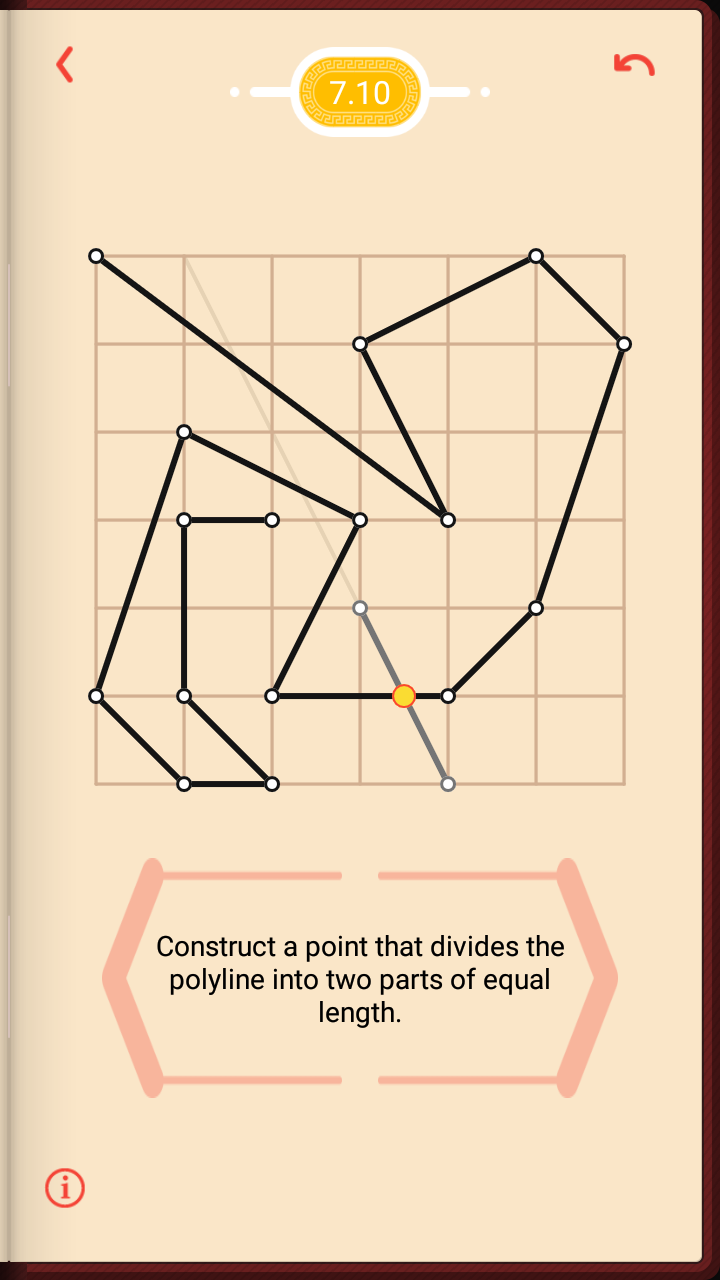 7.10
Construct a point that divides the
polyline into two parts of equal
length.
i